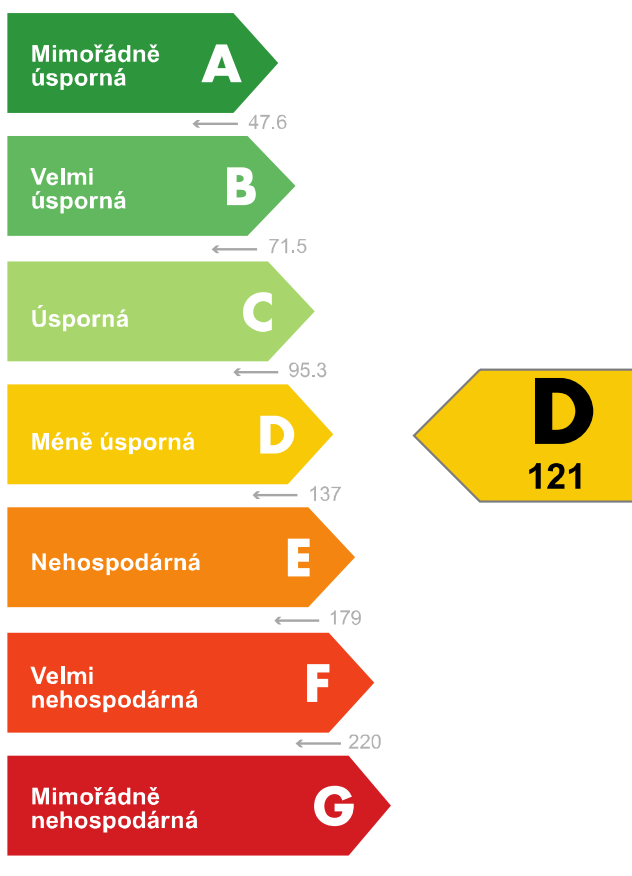 Mimořádně
úsporná
A
47.6
Velmi
úsporná
B
71.5
Úsporná
C
95.3
Méně úsporná
D
137
D
121
Nehospodárná
E
179
Velmi
nehospodárná
F
220
Mimořádně
nehospodárná
G